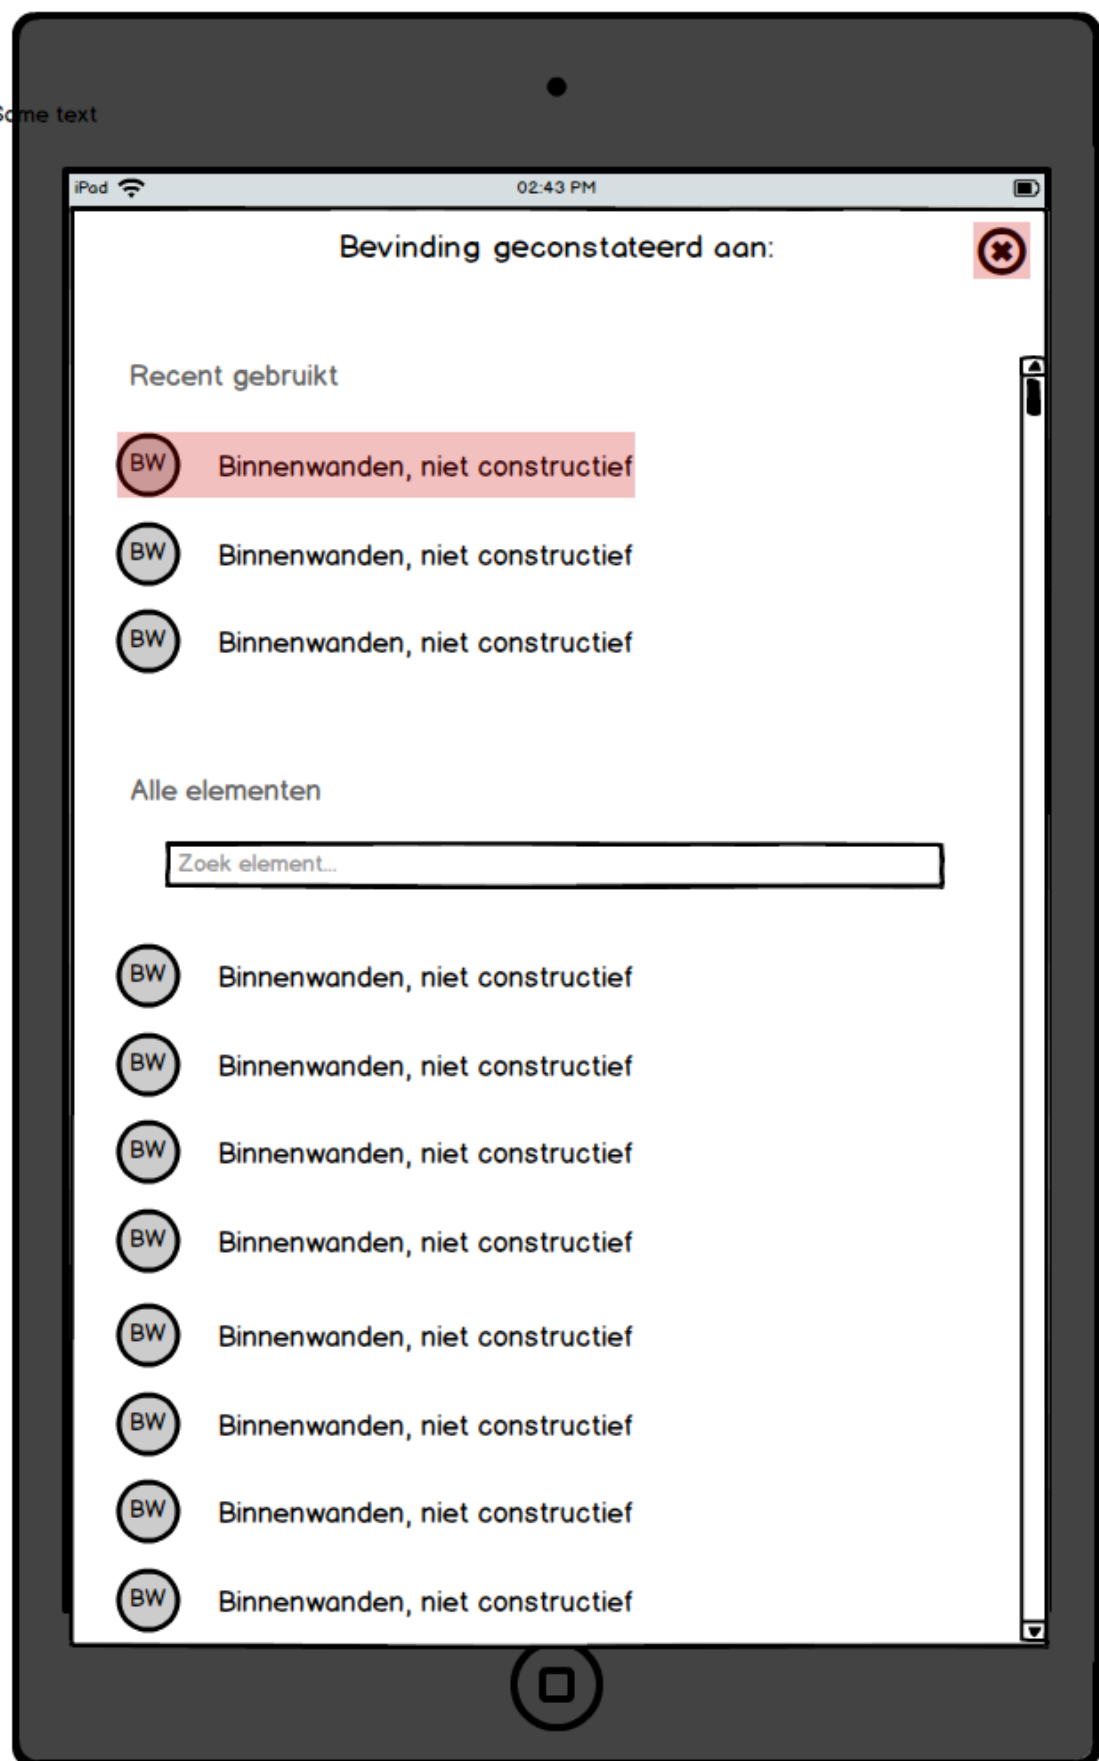 Some text
iPad
02:43 PM
Bevinding geconstateerd aan:
Recent gebruikt
BW Binnenwanden, niet constructief
BW Binnenwanden, niet constructief
BW Binnenwanden, niet constructief
Alle elementen
Zoek element...
BW Binnenwanden, niet constructief
BW Binnenwanden, niet constructief
BW Binnenwanden, niet constructief
BW Binnenwanden, niet constructief
BW Binnenwanden, niet constructief
BW Binnenwanden, niet constructief
BW Binnenwanden, niet constructief
BW Binnenwanden, niet constructief